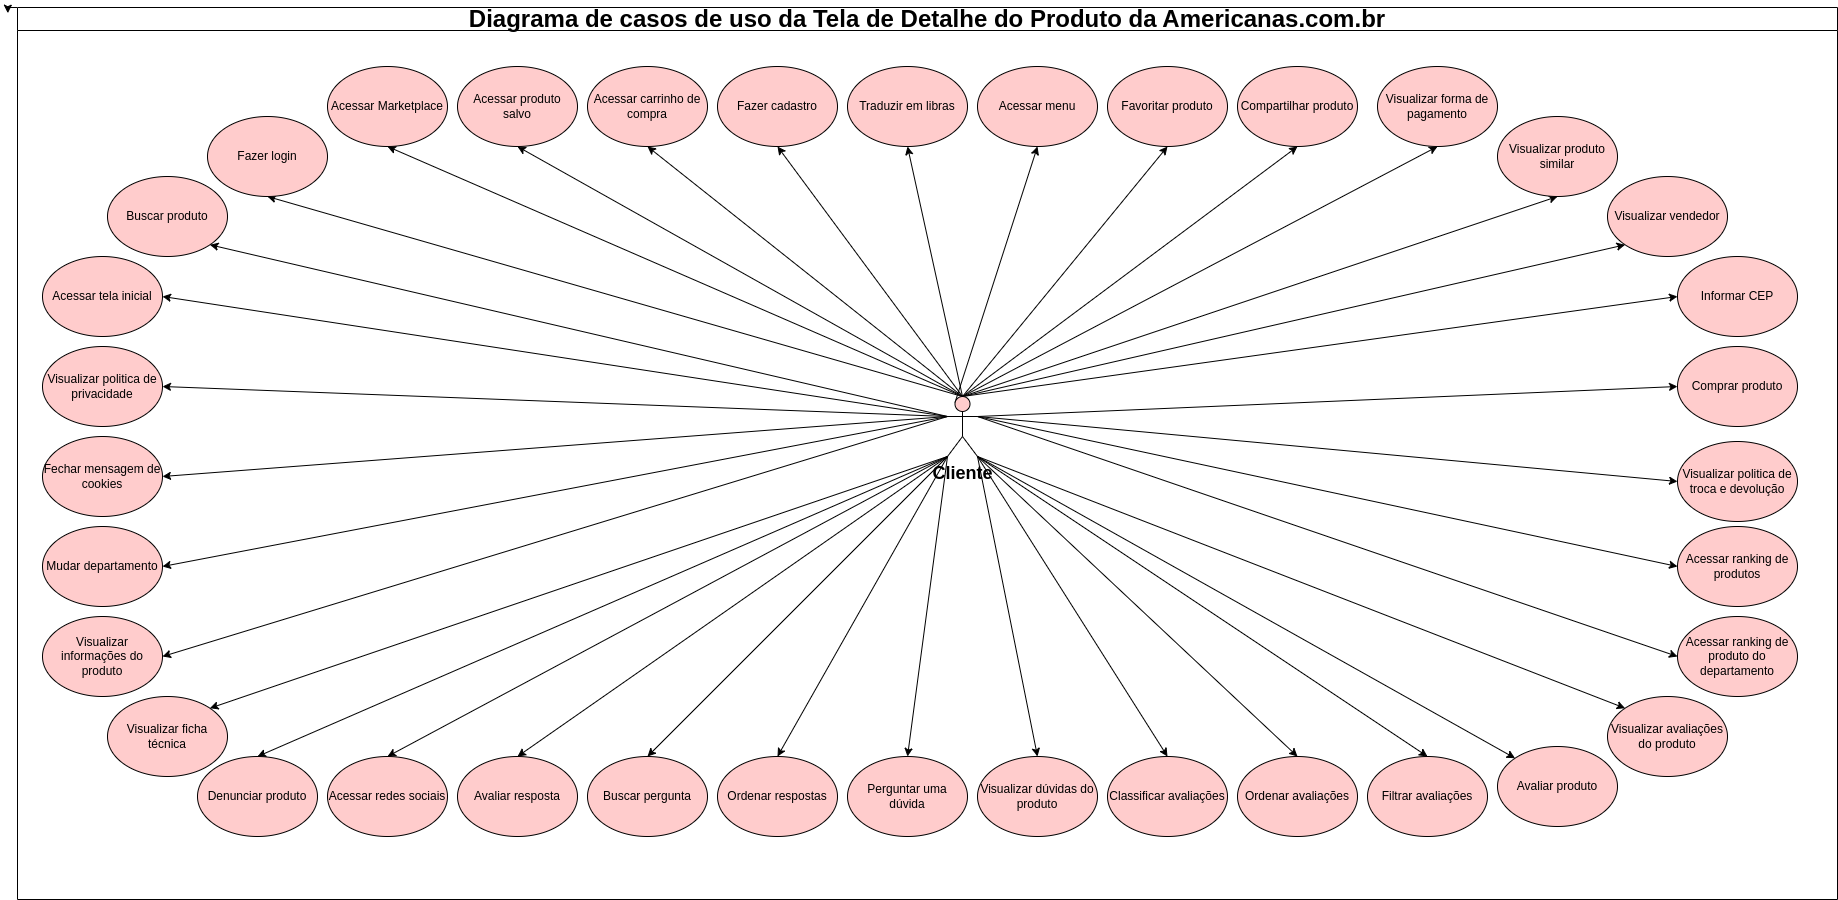 Diagrama de casos de uso da Tela de Detalhe do Produto da Americanas.com.br
Acessar Marketplace
Acessar produto
salvo
Acessar carrinho de
compra
Fazer cadastro
Traduzir em libras
Acessar menu
Favoritar produto
Compartilhar produto
Visualizar forma de
pagamento
Fazer login
Visualizar produto
similar
Buscar produto
Visualizar vendedor
Acessar tela inicial
Informar CEP
Visualizar politica de
privacidade
Comprar produto
Cliente
Fechar mensagem de
cookies
Visualizar politica de
troca e devolução
Mudar departamento
Acessar ranking de
produtos
Visualizar
informações do
produto
Acessar ranking de
produto do
departamento
Visualizar ficha
técnica
Visualizar avaliações
do produto
Denunciar produto
Acessar redes sociais
Avaliar resposta
Buscar pergunta
Ordenar respostas
Perguntar uma
dúvida
Visualizar dúvidas do
produto
Classificar avaliações
Ordenar avaliações
Filtrar avaliações
Avaliar produto